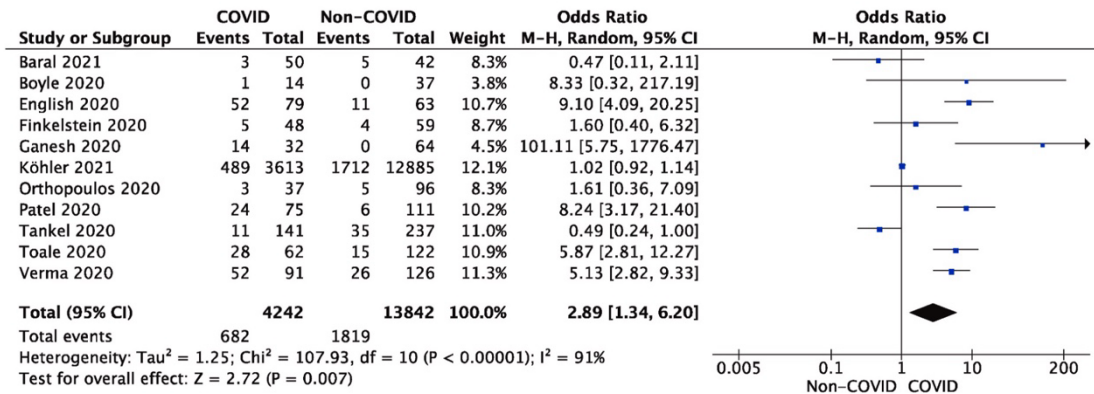 COVID Non-COVID Odds Ratio Odds Ratio
Study or Subgroup Events Total Events Total Weight M-H, Random, 95% CI M-H, Random, 95% CI
Baral 2021 3 50 5 42 8.3% 0.47 [0.11, 2.11]
Boyle 2020 1 14 0 37 3.8% 8.33 [0.32, 217.19]
English 2020 52 79 11 63 10.7% 9.10 [4.09, 20.25]
Finkelstein 2020 5 48 4 59 8.7% 1.60 [0.40, 6.32]
Ganesh 2020 14 32 0 64 4.5% 101.11 [5.75, 1776.47]
Köhler 2021 489 3613 1712 12885 12.1% 1.02 [0.92, 1.14]
Orthopoulos 2020 3 37 5 96 8.3% 1.61 [0.36, 7.09]
Patel 2020 24 75 6 111 10.2% 8.24 [3.17, 21.40]
Tankel 2020 11 141 35 237 11.0% 0.49 [0.24, 1.00]
Toale 2020 28 62 15 122 10.9% 5.87 [2.81, 12.27]
Verma 2020 52 91 26 126 11.3% 5.13 [2.82, 9.33]
Total (95% CI) 4242 13842 100.0% 2.89 [1.34, 6.20]
Total events 682 1819
Heterogeneity: Tau² = 1.25; Chi² = 107.93, df = 10 (P < 0.00001); I² = 91%
Test for overall effect: Z = 2.72 (P = 0.007)
0.005 0.1 1 10 200
Non-COVID COVID